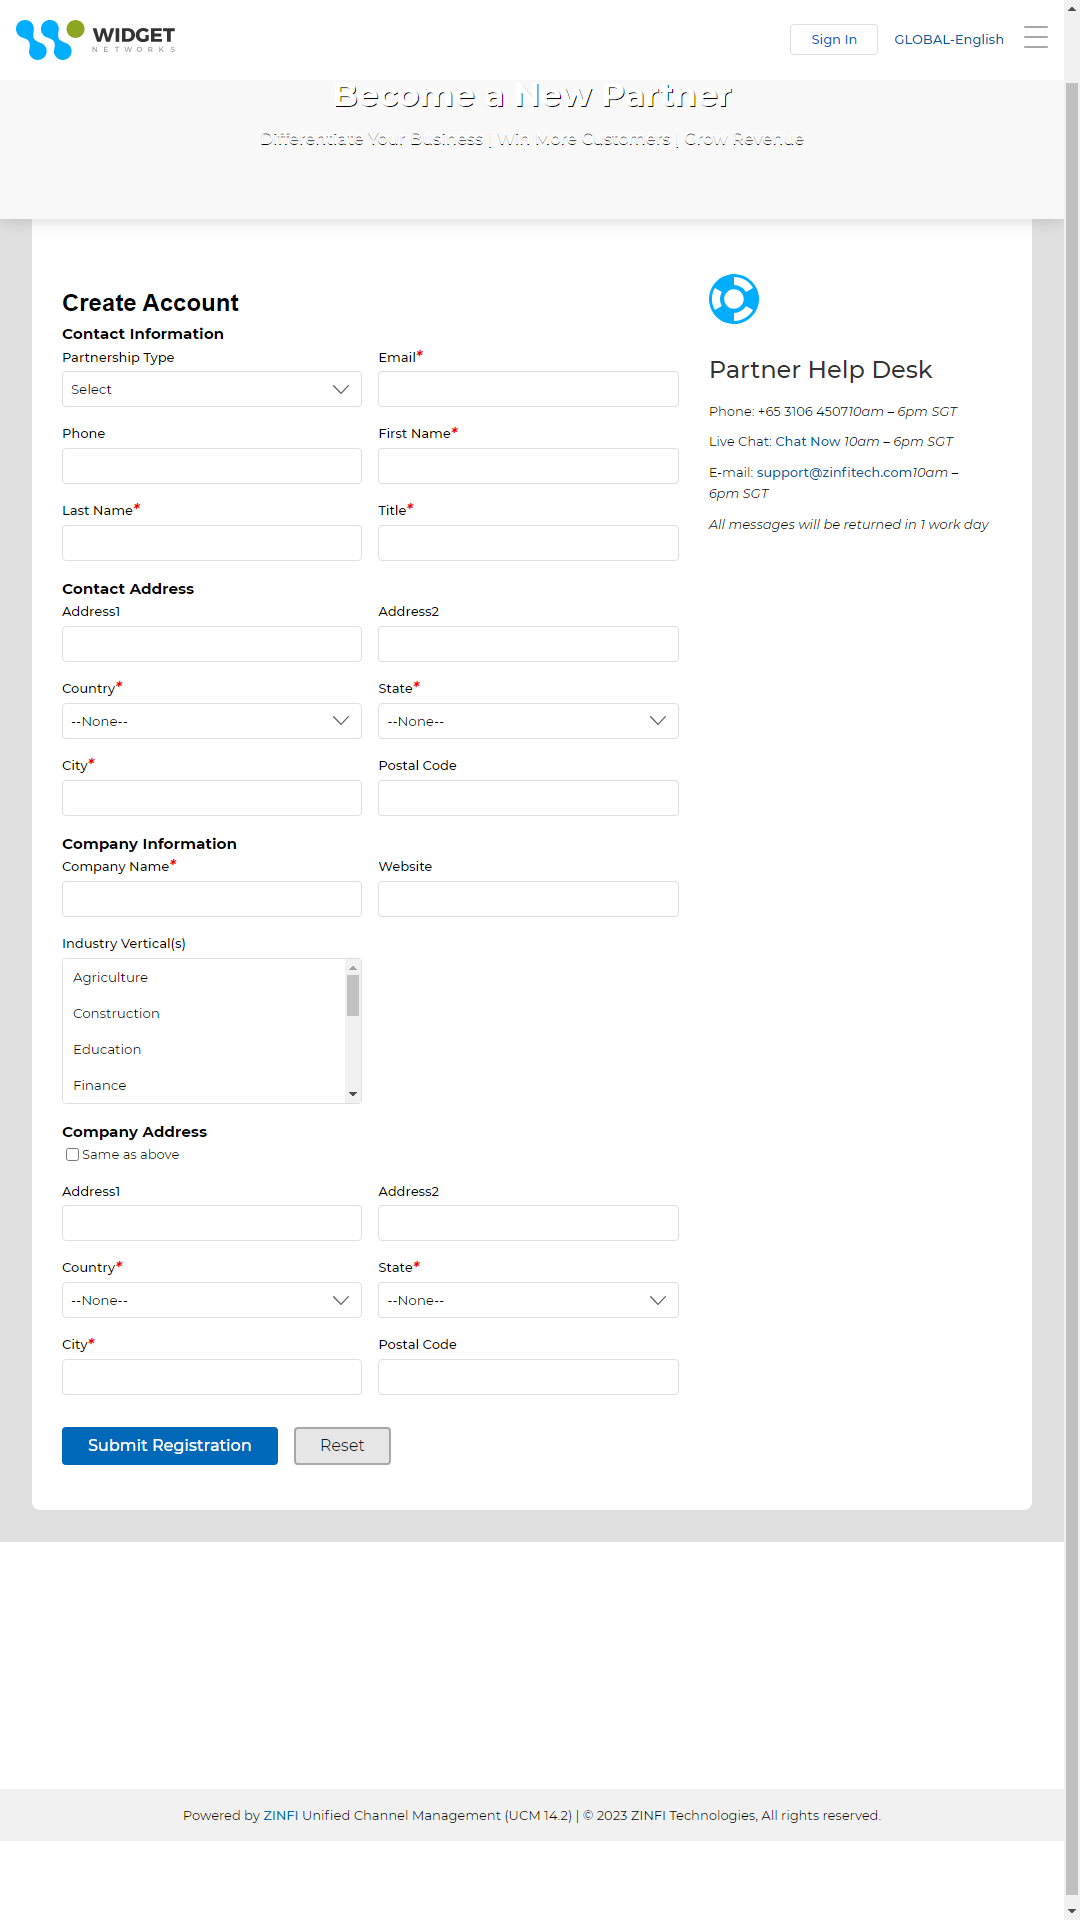 WIDGET
NETWORKS
Sign In
GLOBAL-English
Become a New Partner
Differentiate Your Business | Win More Customers | Grow Revenue
Create Account
Contact Information
Partnership Type
Email*
Select
Phone
First Name*
Last Name*
Title*
Contact Address
Address1
Address2
Country*
State*
--None--
--None--
City*
Postal Code
Company Information
Company Name*
Website
Industry Vertical(s)
Agriculture
Construction
Education
Finance
Company Address
Same as above
Address1
Address2
Country*
State*
--None--
--None--
City*
Postal Code
Submit Registration
Reset
Partner Help Desk
Phone: +65 3106 450710am – 6pm SGT
Live Chat: Chat Now 10am – 6pm SGT
E-mail: support@zinfitech.com10am –
6pm SGT
All messages will be returned in 1 work day
Powered by ZINFI Unified Channel Management (UCM 14.2) | © 2023 ZINFI Technologies, All rights reserved.